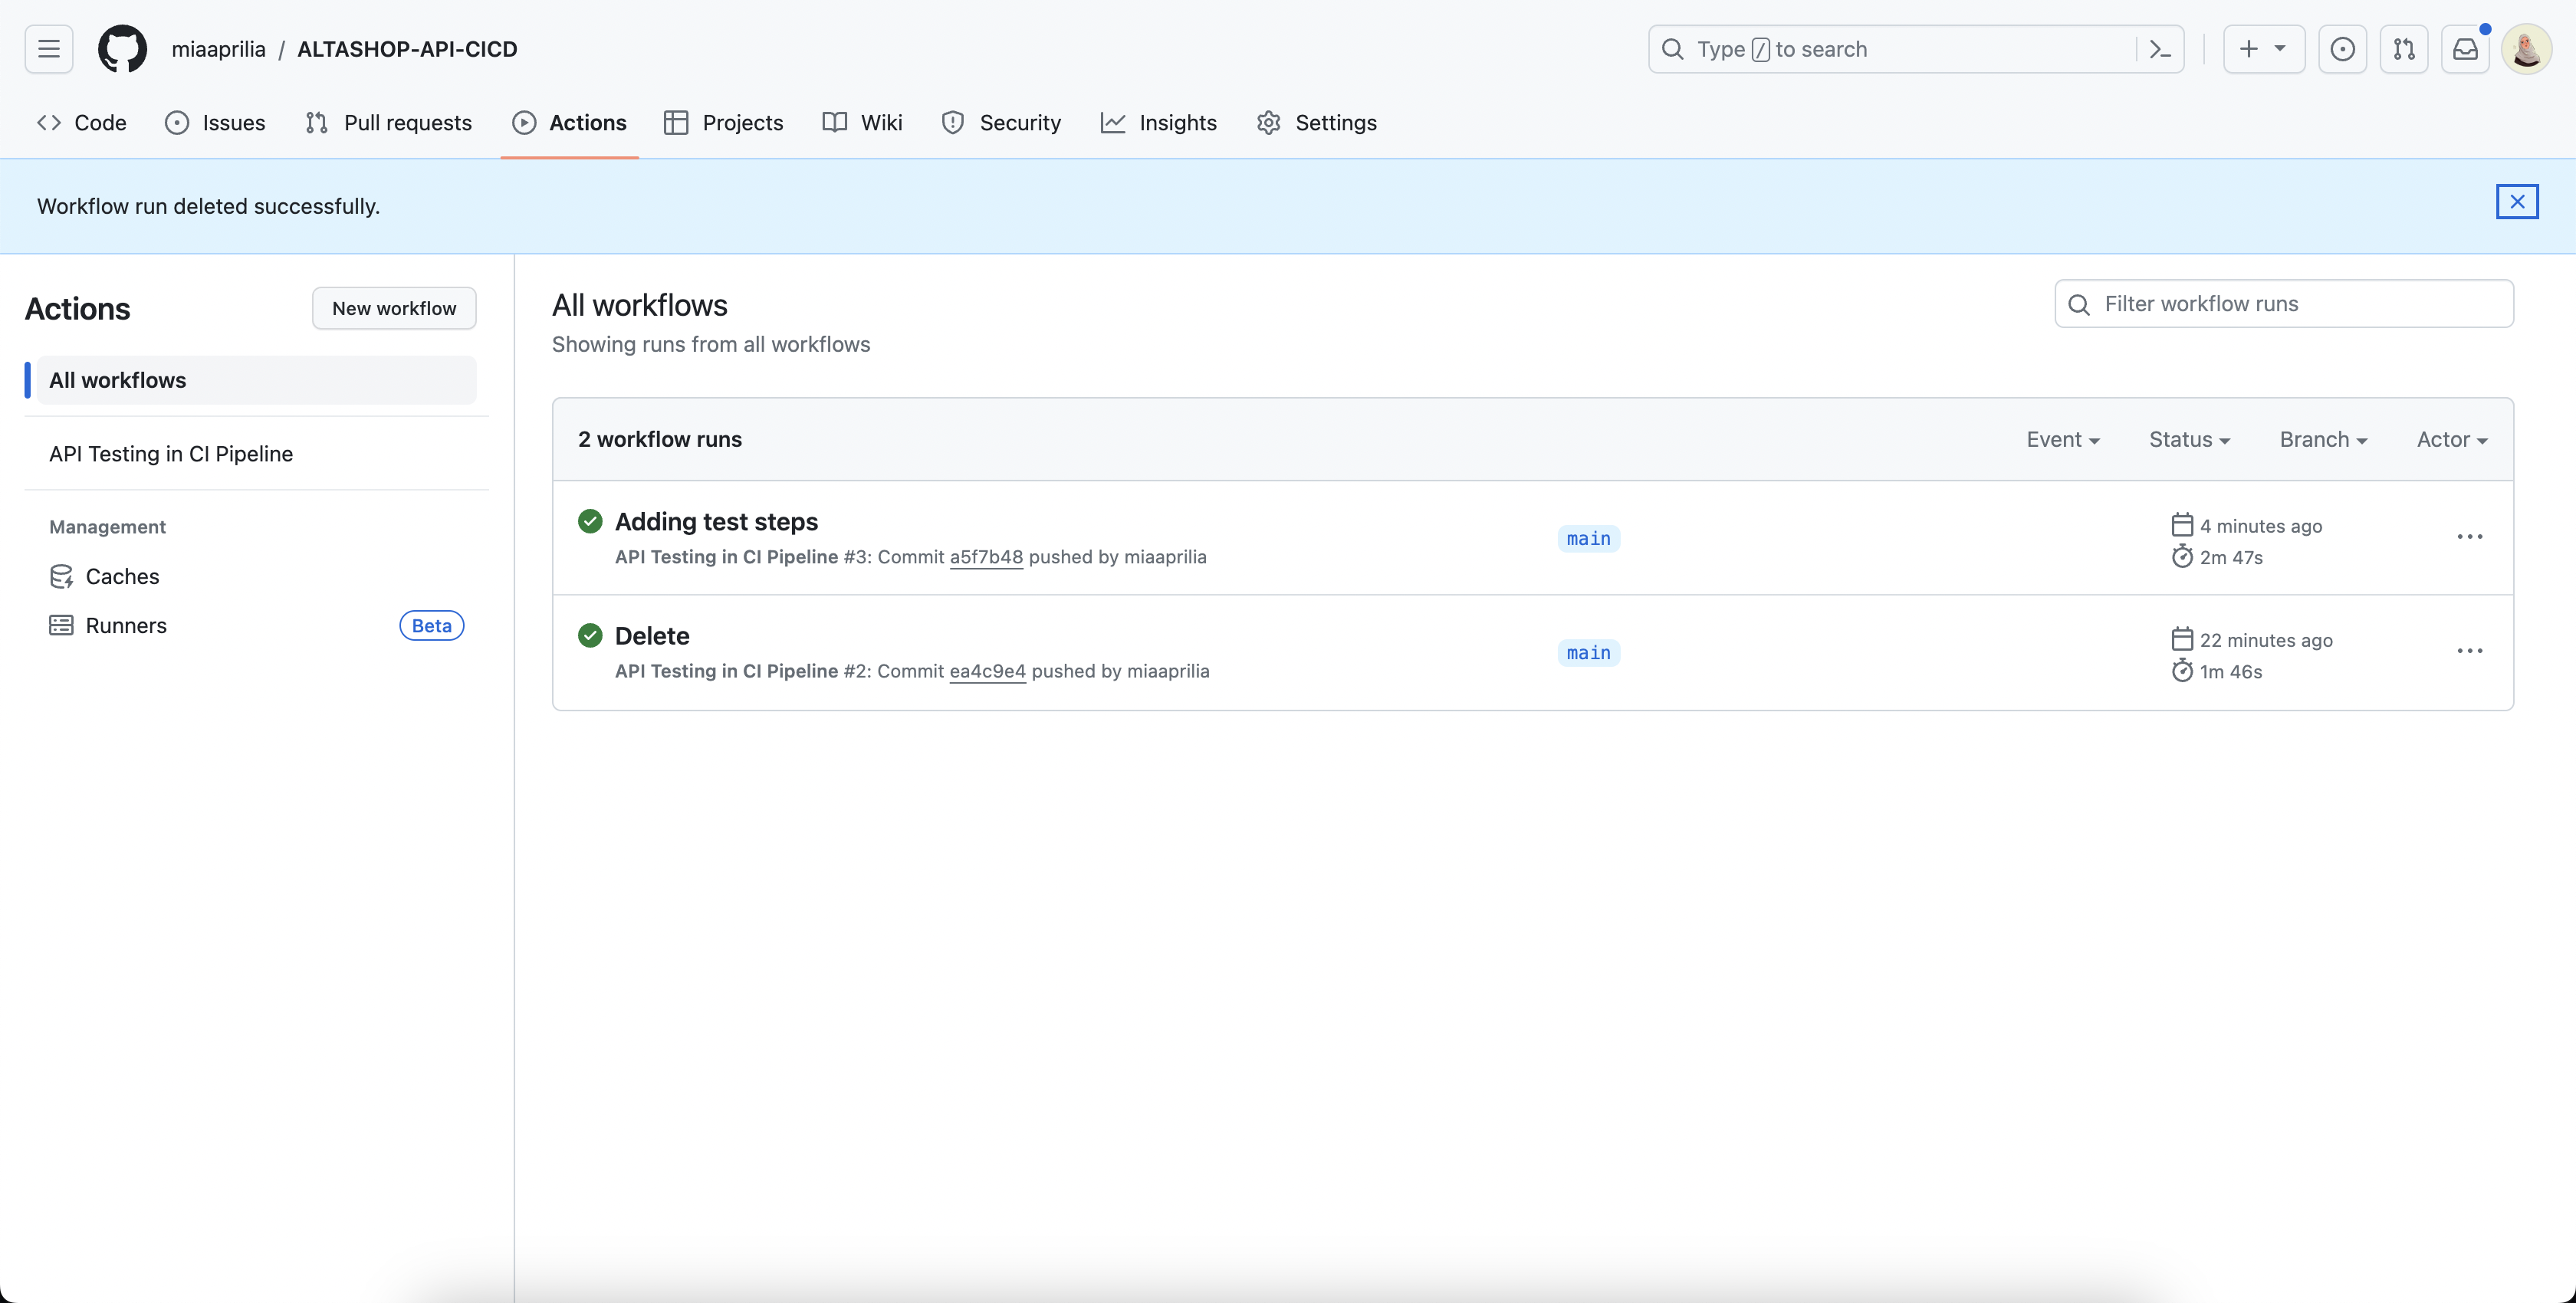 miaaprilia / ALTASHOP-API-CICD
Type / to search
Code Issues Pull requests Actions Projects Wiki Security Insights Settings
Workflow run deleted successfully.
Actions
New workflow
All workflows
API Testing in CI Pipeline
Management
Caches
Runners
Beta
All workflows
Showing runs from all workflows
Filter workflow runs
2 workflow runs
Event Status Branch Actor
Adding test steps
API Testing in CI Pipeline #3: Commit a5f7b48 pushed by miaaprilia
main
4 minutes ago
2m 47s
Delete
API Testing in CI Pipeline #2: Commit ea4c9e4 pushed by miaaprilia
main
22 minutes ago
1m 46s